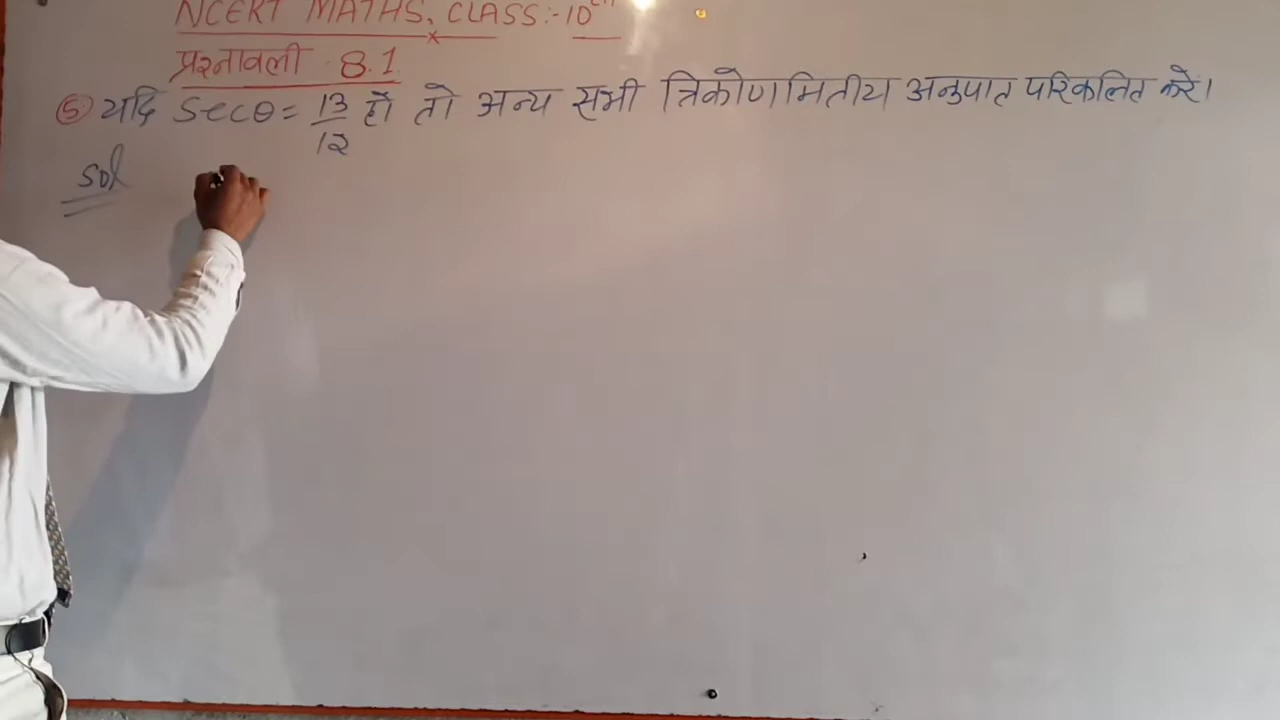 NCERT MATHS, CLASS:-10th
प्रश्नावली 8.1
⑤ यदि secθ = 13/12 हो तो अन्य सभी त्रिकोणमितीय अनुपात परिकलित करे।
sol